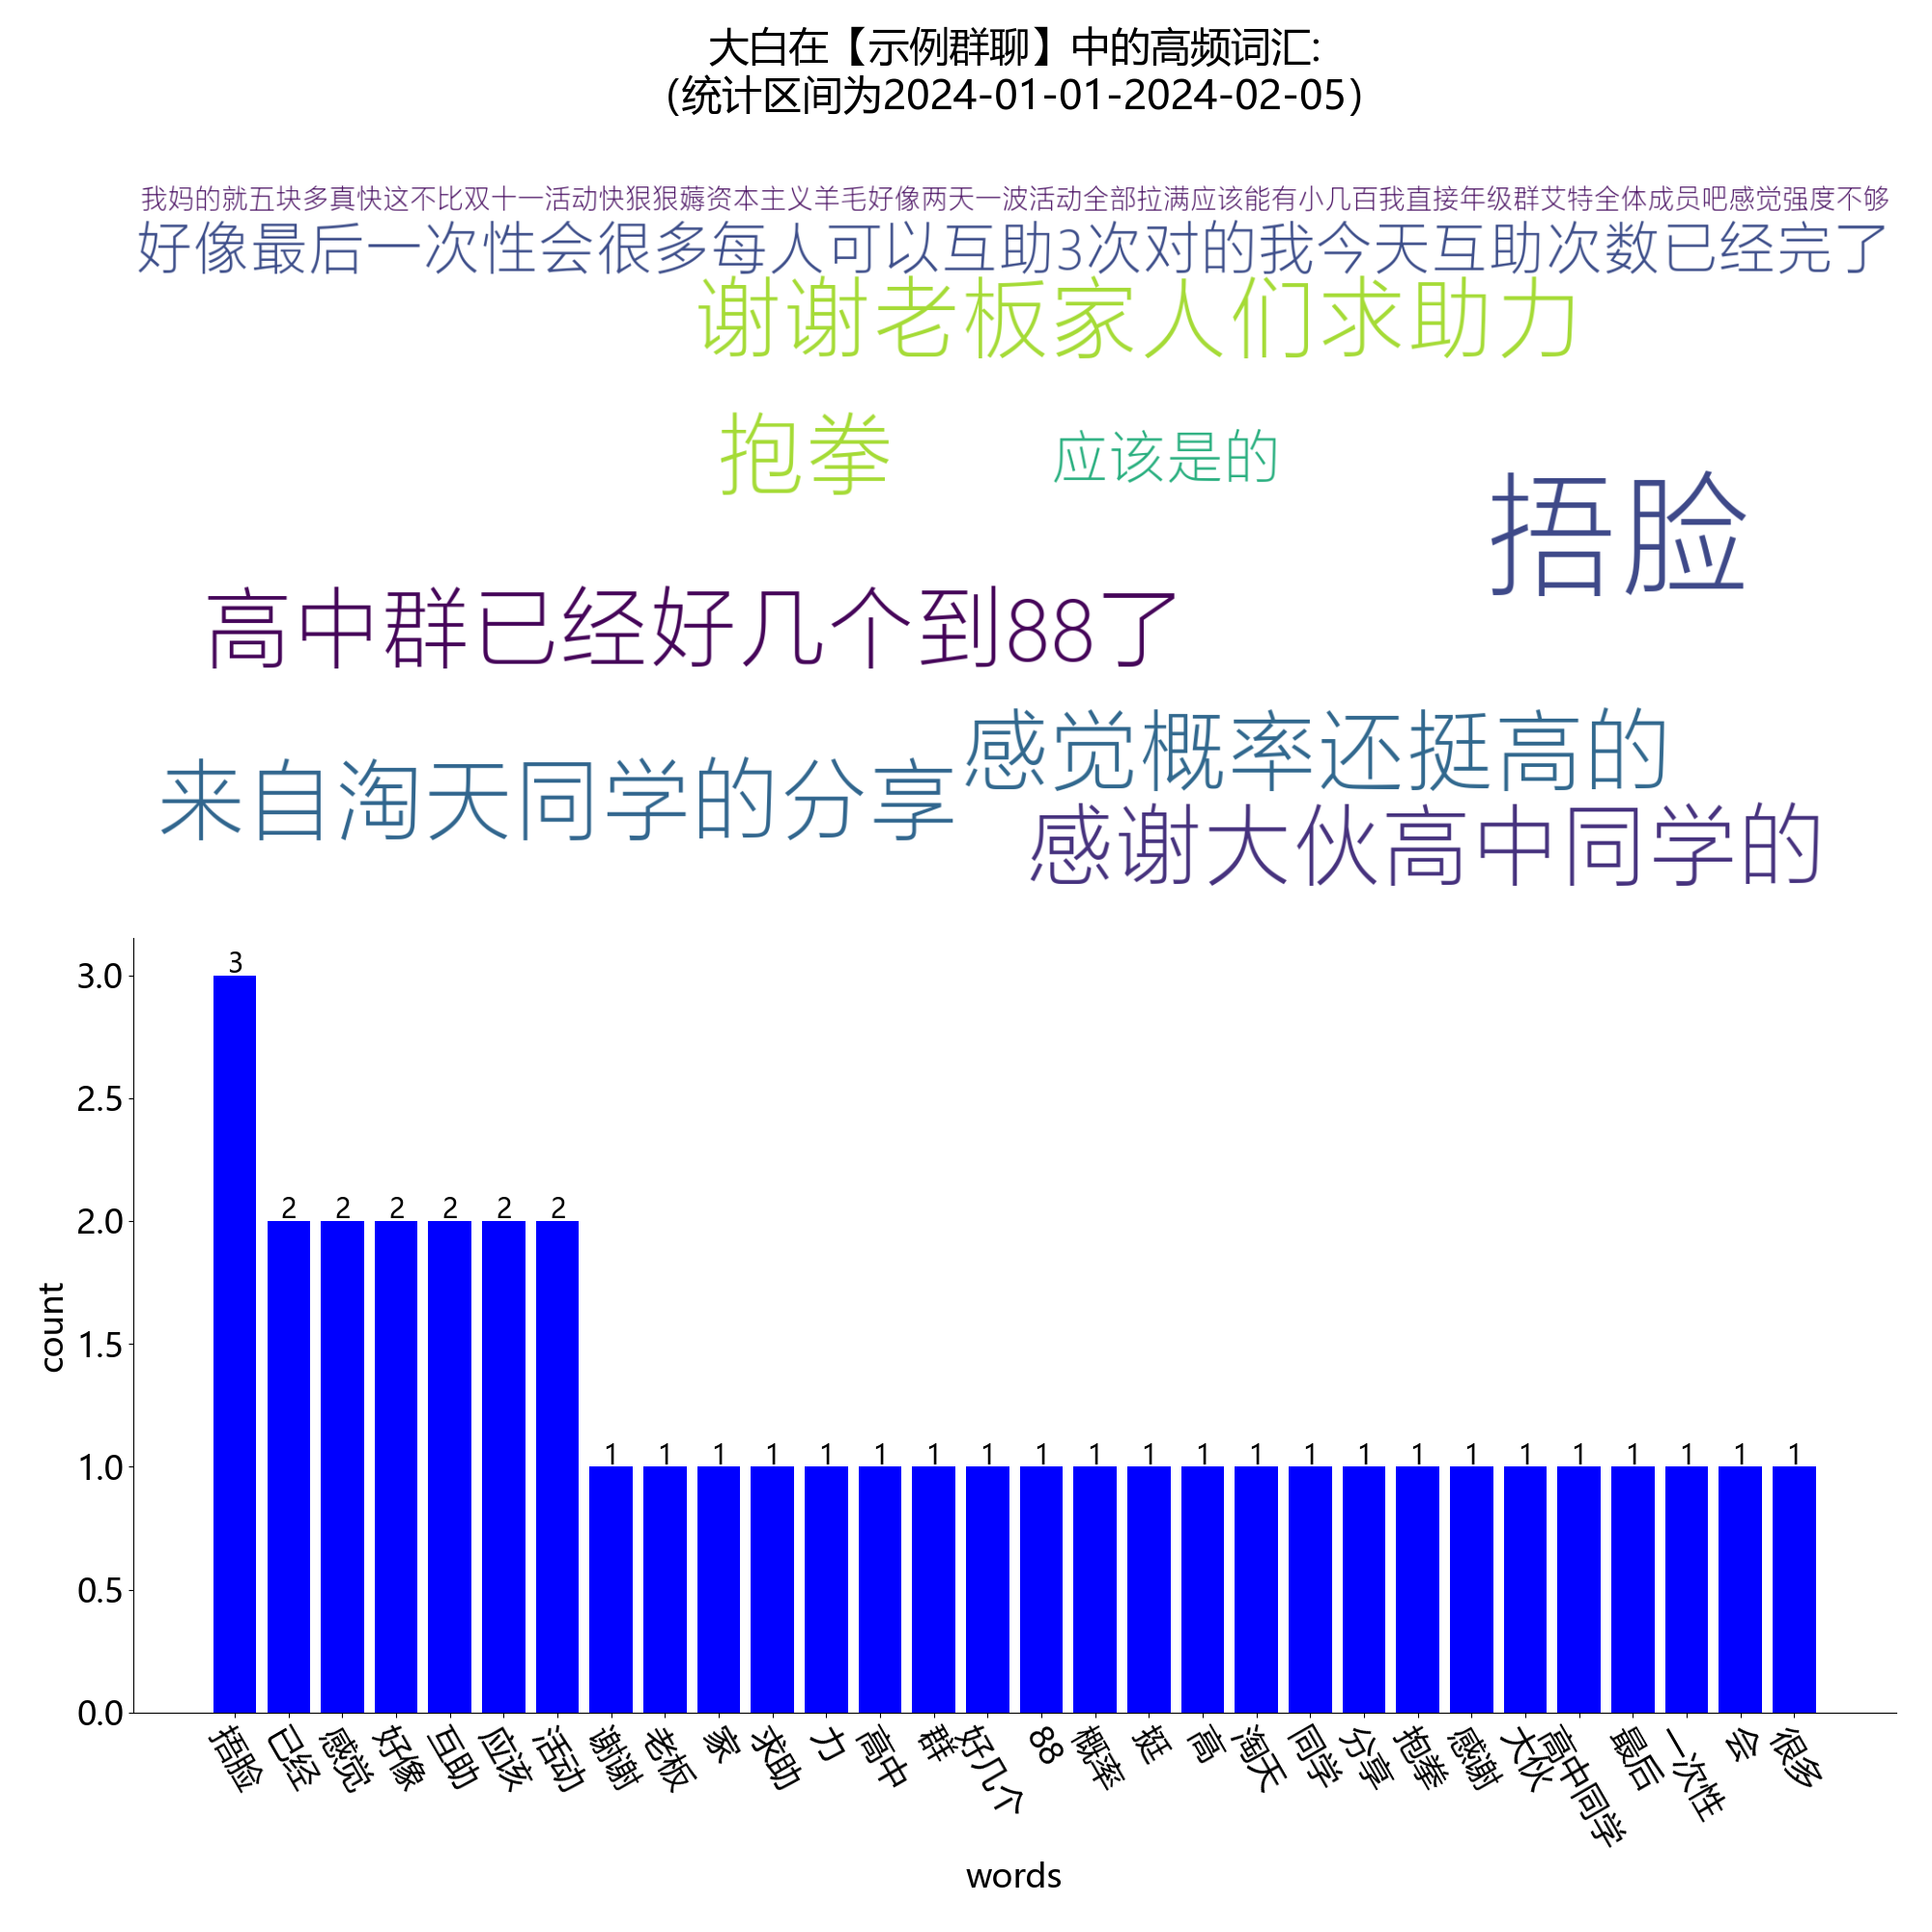 大白在【示例群聊】中的高频词汇:
（统计区间为2024-01-01-2024-02-05）
我妈的就五块多真快这不比双十一活动快狠狠薅资本主义羊毛好像两天一波活动全部拉满应该能有小几百我直接年级群艾特全体成员吧感觉强度不够
好像最后一次性会很多每人可以互助3次对的我今天互助次数已经完了
谢谢老板家人们求助力
抱拳
应该是的
捂脸
高中群已经好几个到88了
感觉概率还挺高的
来自淘天同学的分享
感谢大伙高中同学的
3.0
2.5
2.0
1.5
1.0
0.5
0.0
count
3 2 2 2 2 2 2 1 1 1 1 1 1 1 1 1 1 1 1 1 1 1 1 1 1 1 1 1 1 1
捂脸 已经 感觉 好像 互助 应该 活动 谢谢 老板 家 求助 力 高中 群 好几个 88 概率 挺 高 淘天 同学 分享 抱拳 感谢 大伙 高中同学 最后 一次性 会 很多
words